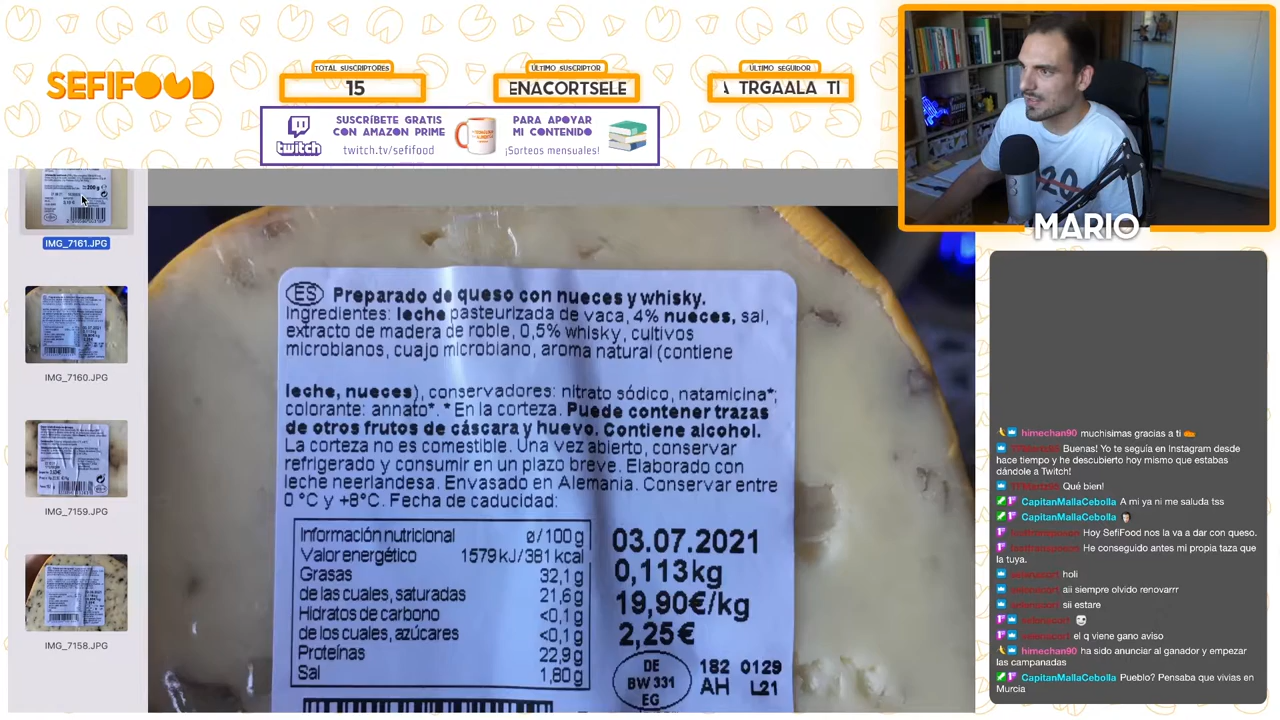 SEFIFOOD
TOTAL SUSCRIPTORES
15
ÚLTIMO SUSCRIPTOR
ENACORTSELE
ÚLTIMO SEGUIDOR
TRGAALA TI
SUSCRÍBETE GRATIS
CON AMAZON PRIME
twitch
twitch.tv/sefifood
PARA APOYAR
MI CONTENIDO
¡Sorteos mensuales!
MARIO
IMG_7161.JPG
IMG_7160.JPG
IMG_7159.JPG
IMG_7158.JPG
ES Preparado de queso con nueces y whisky.
Ingredientes: leche pasteurizada de vaca, 4% nueces, sal,
extracto de madera de roble, 0,5% whisky, cultivos
microbianos, cuajo microbiano, aroma natural (contiene
leche, nueces), conservadores: nitrato sódico, natamicina*;
colorante: annato*. * En la corteza. Puede contener trazas
de otros frutos de cáscara y huevo. Contiene alcohol.
La corteza no es comestible. Una vez abierto, conservar
refrigerado y consumir en un plazo breve. Elaborado con
leche neerlandesa. Envasado en Alemania. Conservar entre
0 °C y +8°C. Fecha de caducidad:
Información nutricional ø/100g
Valor energético 1579 kJ/381 kcal
Grasas 32,1g
de las cuales, saturadas 21,6g
Hidratos de carbono <0,1g
de los cuales, azúcares <0,1g
Proteínas 22,9g
Sal 1,80g
03.07.2021
0,113kg
19,90€/kg
2,25€
DE
BW 331
EG
182 0129
AH L21
himechan90 muchisimas gracias a ti
Buenas! Yo te seguía en Instagram desde
hace tiempo y he descubierto hoy mismo que estabas
dándole a Twitch!
Qué bien!
CapitanMallaCebolla A mi ya ni me saluda tss
CapitanMallaCebolla
Hoy SefiFood nos la va a dar con queso.
He conseguido antes mi propia taza que
la tuya.
holi
aii siempre olvido renovarrr
sii estare
el q viene gano aviso
himechan90 ha sido anunciar al ganador y empezar
las campanadas
CapitanMallaCebolla Pueblo? Pensaba que vivias en
Murcia